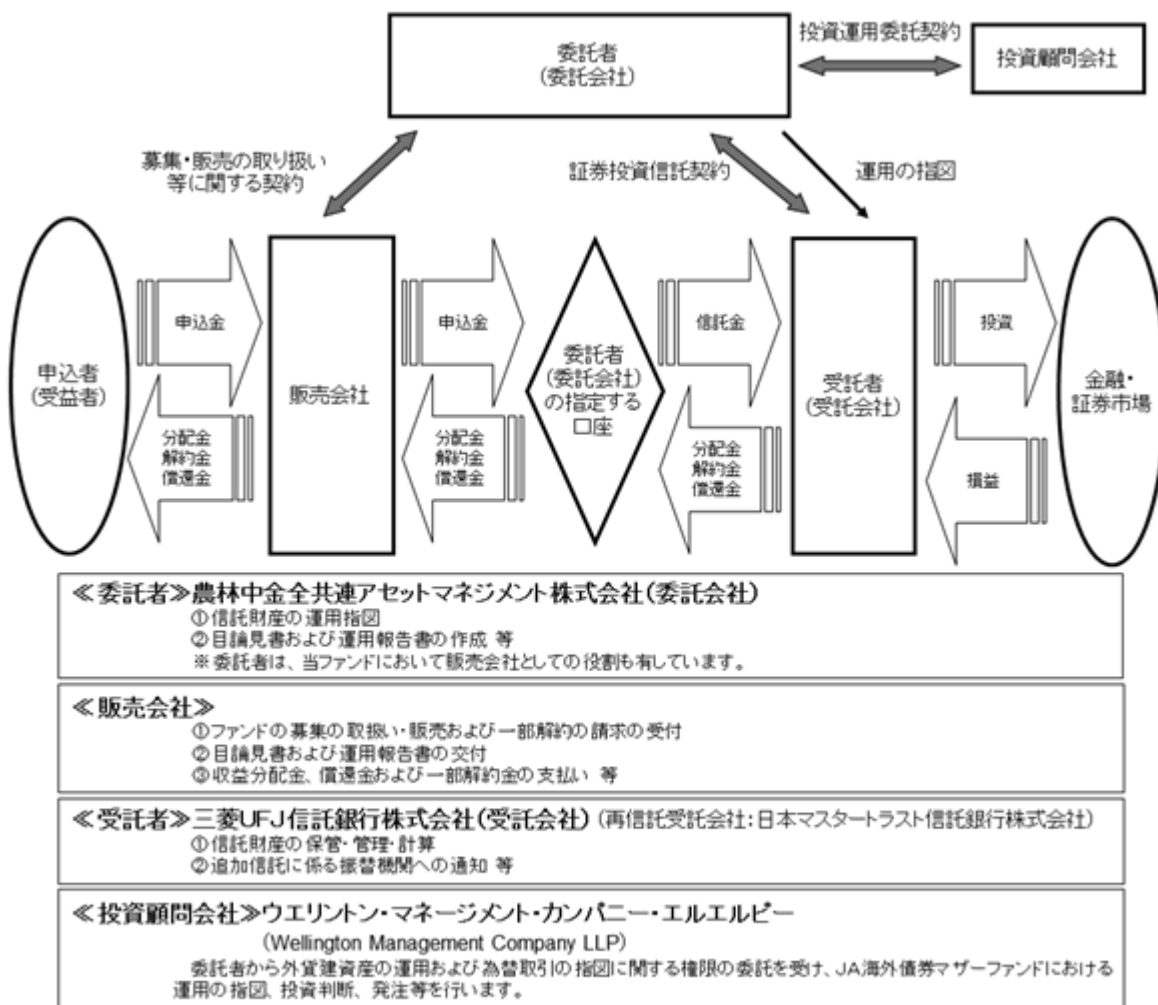 委託者
(委託会社)
投資運用委託契約
投資顧問会社
募集・販売の取り扱い
等に関する契約
証券投資信託契約
運用の指図
申込者
(受益者)
申込金
分配金
解約金
償還金
販売会社
申込金
分配金
解約金
償還金
委託者
(委託会社)
の指定する
口座
信託金
分配金
解約金
償還金
受託者
(受託会社)
投資
損益
金融・
証券市場
≪委託者≫農林中金全共連アセットマネジメント株式会社(委託会社)
①信託財産の運用指図
②目論見書および運用報告書の作成 等
※委託者は、当ファンドにおいて販売会社としての役割も有しています。
≪販売会社≫
①ファンドの募集の取扱い・販売および一部解約の請求の受付
②目論見書および運用報告書の交付
③収益分配金、償還金および一部解約金の支払い 等
≪受託者≫三菱UFJ信託銀行株式会社(受託会社) (再信託受託会社:日本マスタートラスト信託銀行株式会社)
①信託財産の保管・管理・計算
②追加信託に係る振替機関への通知 等
≪投資顧問会社≫ウエリントン・マネージメント・カンパニー・エルエルピー
(Wellington Management Company LLP)
委託者から外貨建資産の運用および為替取引の指図に関する権限の委託を受け、JA海外債券マザーファンドにおける
運用の指図、投資判断、発注等を行います。